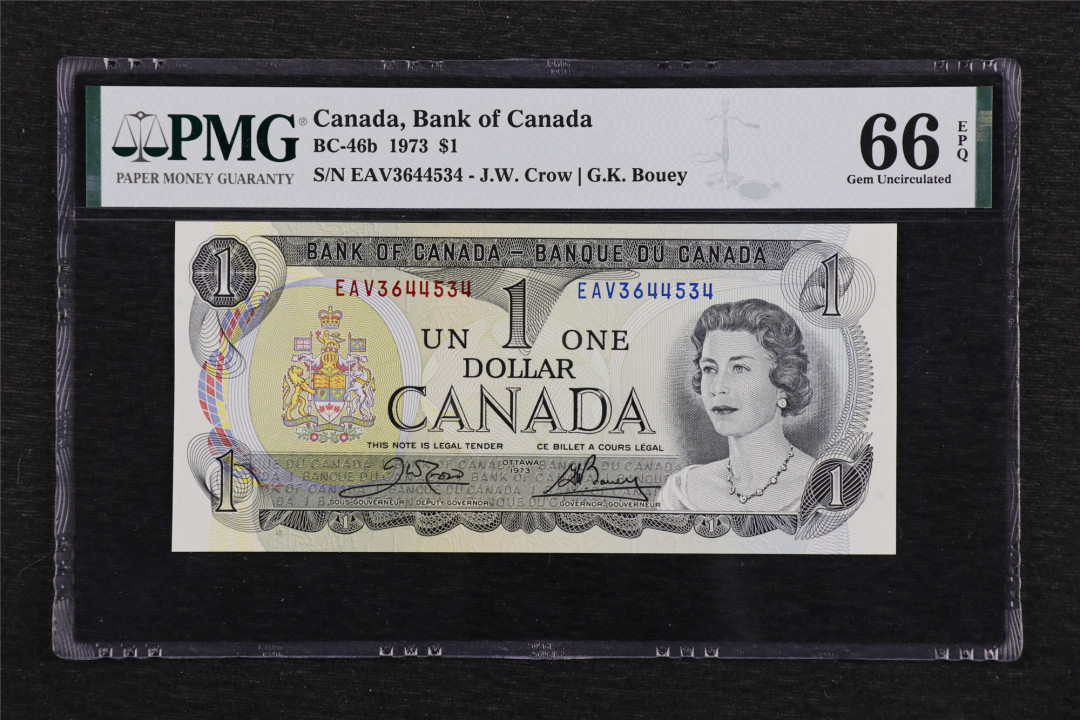 PMG®
PAPER MONEY GUARANTY
Canada, Bank of Canada
BC-46b 1973 $1
S/N EAV3644534 - J.W. Crow | G.K. Bouey
66
EPQ
Gem Uncirculated
1 BANK OF CANADA – BANQUE DU CANADA 1
EAV3644534 EAV3644534
UN 1 ONE
DOLLAR
CANADA
THIS NOTE IS LEGAL TENDER CE BILLET A COURS LÉGAL
OTTAWA
1973
1 SOUS-GOUVERNEUR DEPUTY GOVERNOR GOVERNOR GOUVERNEUR 1
1 1